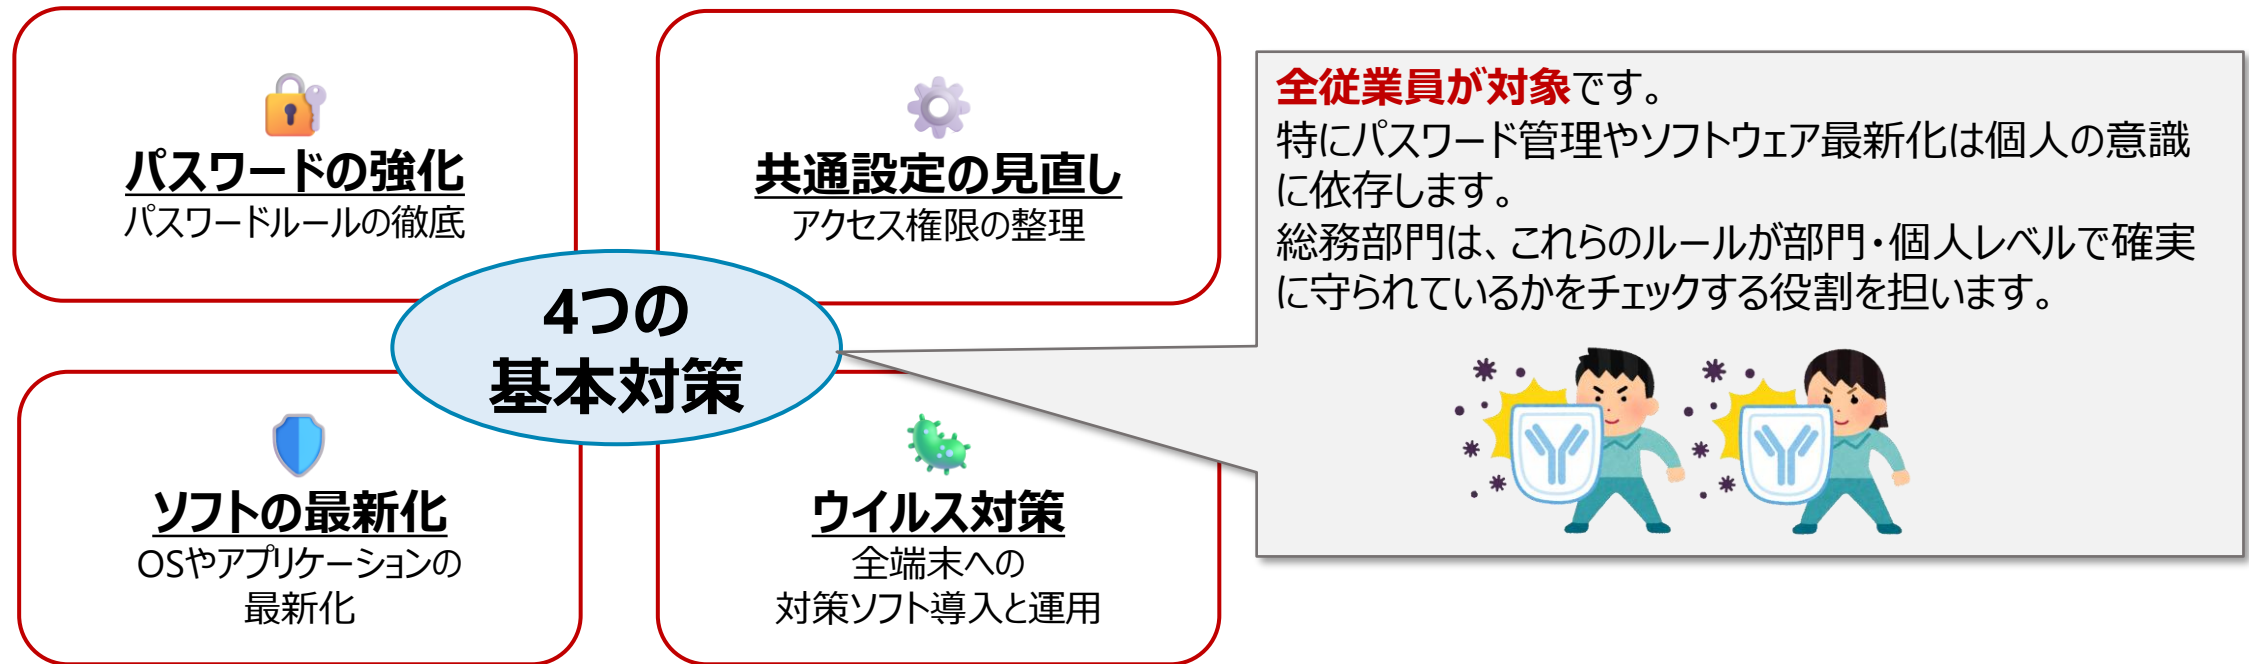 パスワードの強化
パスワードルールの徹底
共通設定の見直し
アクセス権限の整理
4つの
基本対策
ソフトの最新化
OSやアプリケーションの
最新化
ウイルス対策
全端末への
対策ソフト導入と運用
全従業員が対象です。
特にパスワード管理やソフトウェア最新化は個人の意識
に依存します。
総務部門は、これらのルールが部門・個人レベルで確実
に守られているかをチェックする役割を担います。